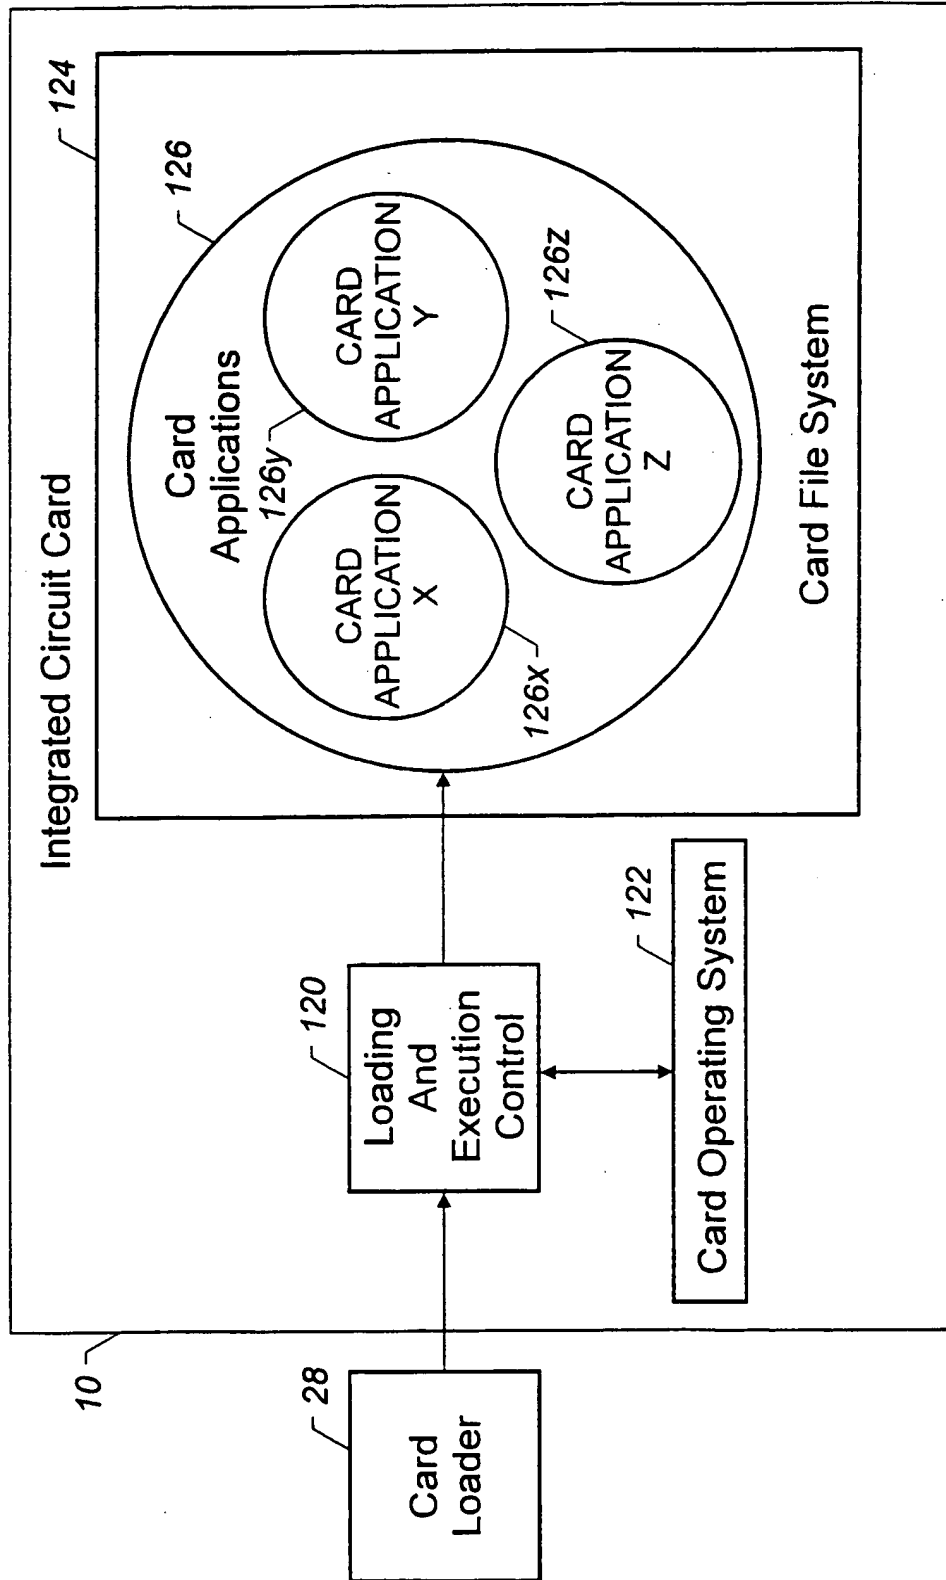 Integrated Circuit Card
10
28
Card
Loader
120
Loading
And
Execution
Control
122
Card Operating System
124
126
Card
Applications
126x
CARD
APPLICATION
X
126y
CARD
APPLICATION
Y
126z
CARD
APPLICATION
Z
Card File System